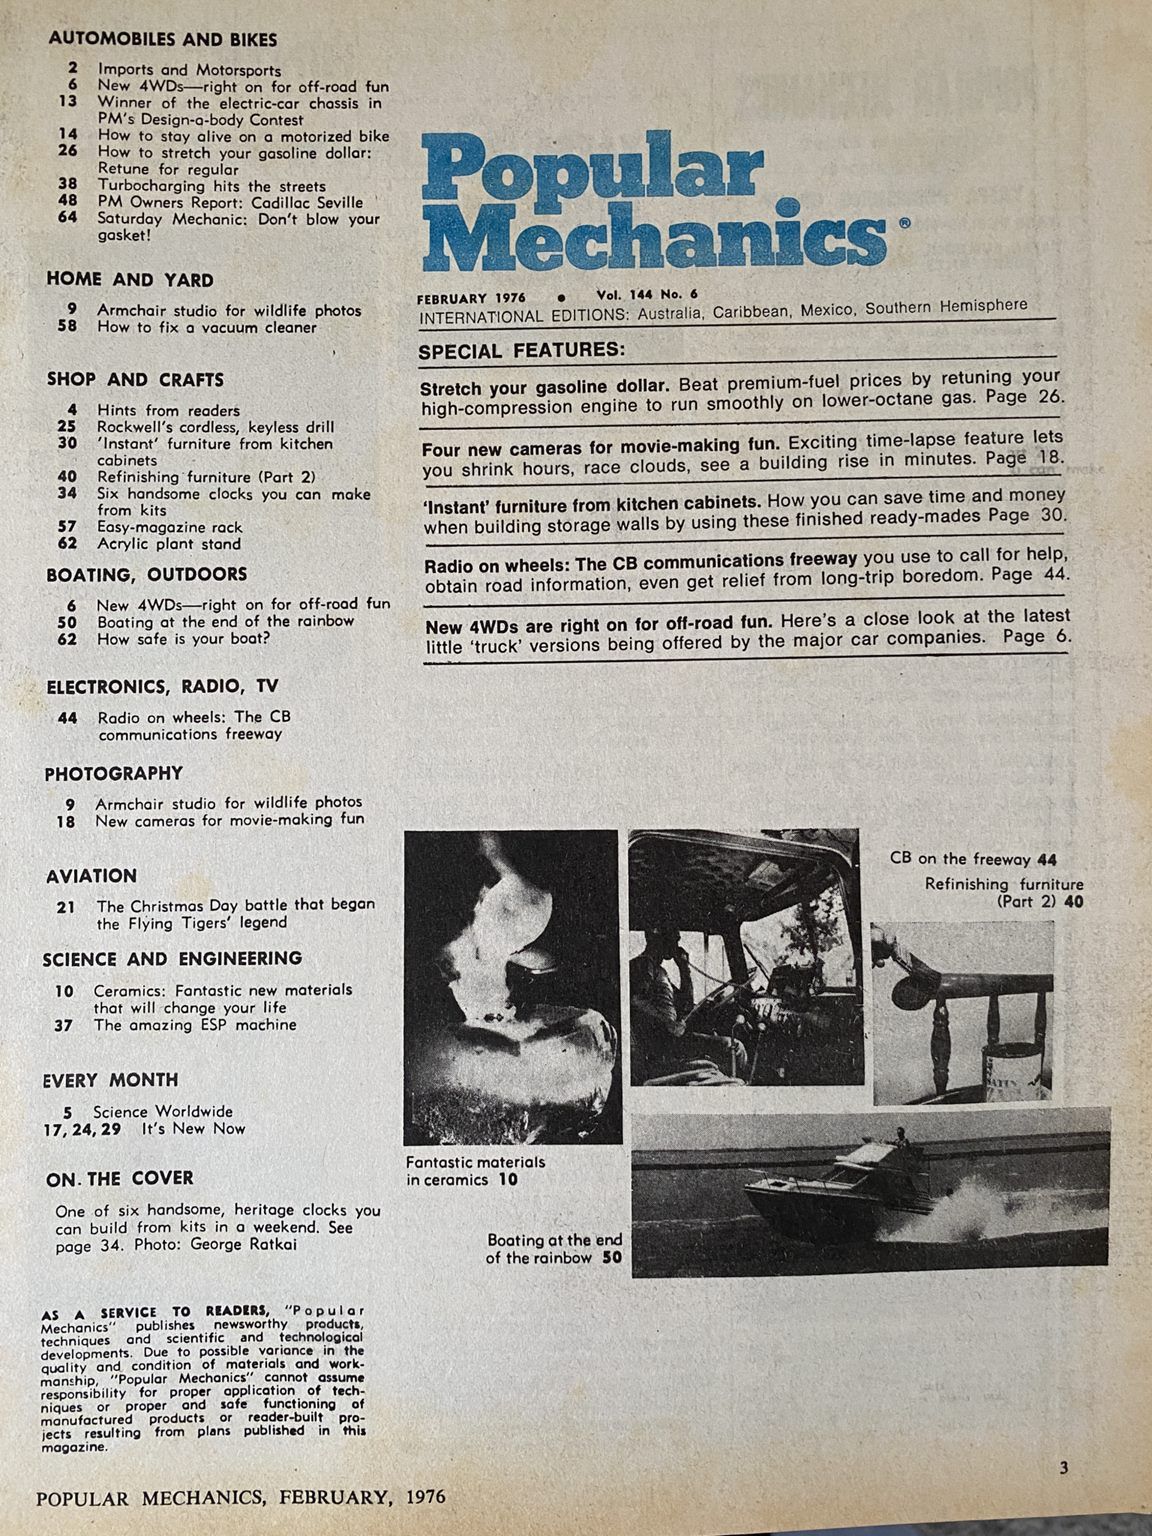 AUTOMOBILES AND BIKES
2 Imports and Motorsports
6 New 4WDs—right on for off-road fun
13 Winner of the electric-car chassis in
PM's Design-a-body Contest
14 How to stay alive on a motorized bike
26 How to stretch your gasoline dollar:
Retune for regular
38 Turbocharging hits the streets
48 PM Owners Report: Cadillac Seville
64 Saturday Mechanic: Don't blow your
gasket!
HOME AND YARD
9 Armchair studio for wildlife photos
58 How to fix a vacuum cleaner
SHOP AND CRAFTS
4 Hints from readers
25 Rockwell's cordless, keyless drill
30 'Instant' furniture from kitchen
cabinets
40 Refinishing furniture (Part 2)
34 Six handsome clocks you can make
from kits
57 Easy-magazine rack
62 Acrylic plant stand
BOATING, OUTDOORS
6 New 4WDs—right on for off-road fun
50 Boating at the end of the rainbow
62 How safe is your boat?
ELECTRONICS, RADIO, TV
44 Radio on wheels: The CB
communications freeway
PHOTOGRAPHY
9 Armchair studio for wildlife photos
18 New cameras for movie-making fun
AVIATION
21 The Christmas Day battle that began
the Flying Tigers' legend
SCIENCE AND ENGINEERING
10 Ceramics: Fantastic new materials
that will change your life
37 The amazing ESP machine
EVERY MONTH
5 Science Worldwide
17, 24, 29 It's New Now
ON. THE COVER
One of six handsome, heritage clocks you
can build from kits in a weekend. See
page 34. Photo: George Ratkai
AS A SERVICE TO READERS, "Popular
Mechanics" publishes newsworthy products,
techniques and scientific and technological
developments. Due to possible variance in the
quality and condition of materials and work-
manship, "Popular Mechanics" cannot assume
responsibility for proper application of tech-
niques or proper and safe functioning of
manufactured products or reader-built pro-
jects resulting from plans published in this
magazine.
Popular
Mechanics®
FEBRUARY 1976 • Vol. 144 No. 6
INTERNATIONAL EDITIONS: Australia, Caribbean, Mexico, Southern Hemisphere
SPECIAL FEATURES:
Stretch your gasoline dollar. Beat premium-fuel prices by retuning your
high-compression engine to run smoothly on lower-octane gas. Page 26.
Four new cameras for movie-making fun. Exciting time-lapse feature lets
you shrink hours, race clouds, see a building rise in minutes. Page 18.
'Instant' furniture from kitchen cabinets. How you can save time and money
when building storage walls by using these finished ready-mades Page 30.
Radio on wheels: The CB communications freeway you use to call for help,
obtain road information, even get relief from long-trip boredom. Page 44.
New 4WDs are right on for off-road fun. Here's a close look at the latest
little 'truck' versions being offered by the major car companies. Page 6.
CB on the freeway 44
Refinishing furniture
(Part 2) 40
Fantastic materials
in ceramics 10
Boating at the end
of the rainbow 50
POPULAR MECHANICS, FEBRUARY, 1976
3